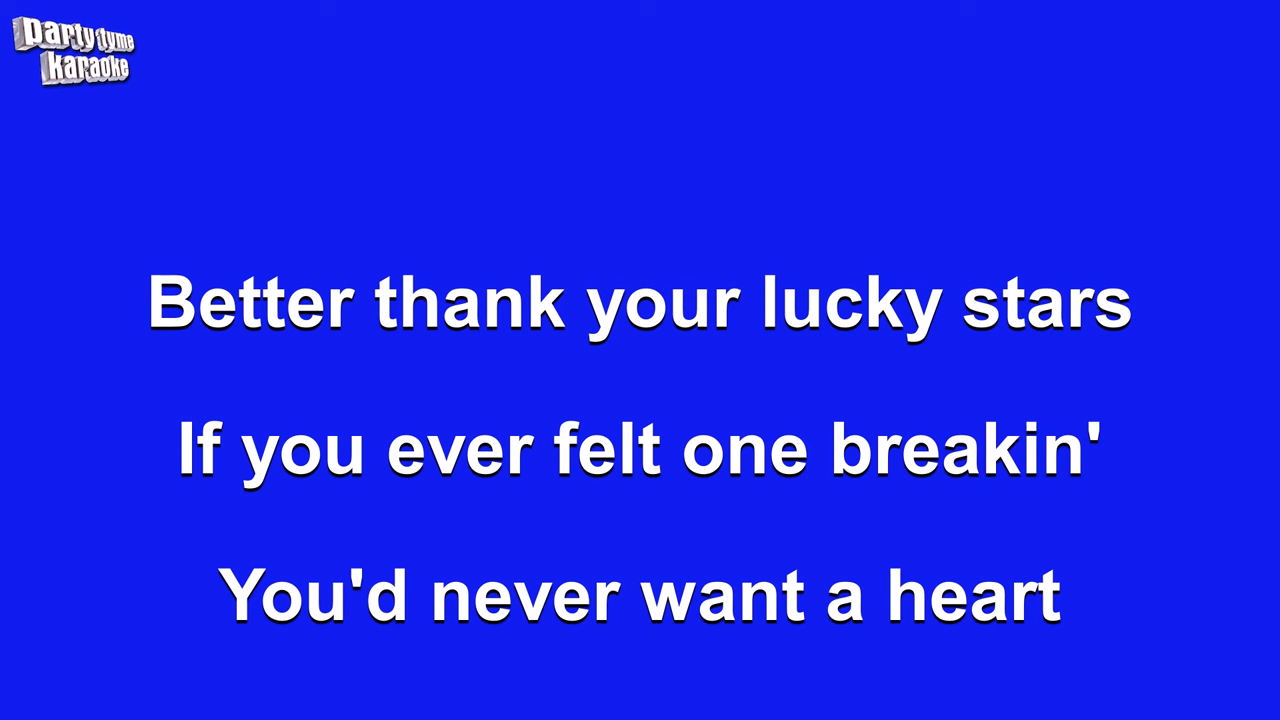 party tyme
karaoke
Better thank your lucky stars
If you ever felt one breakin'
You'd never want a heart